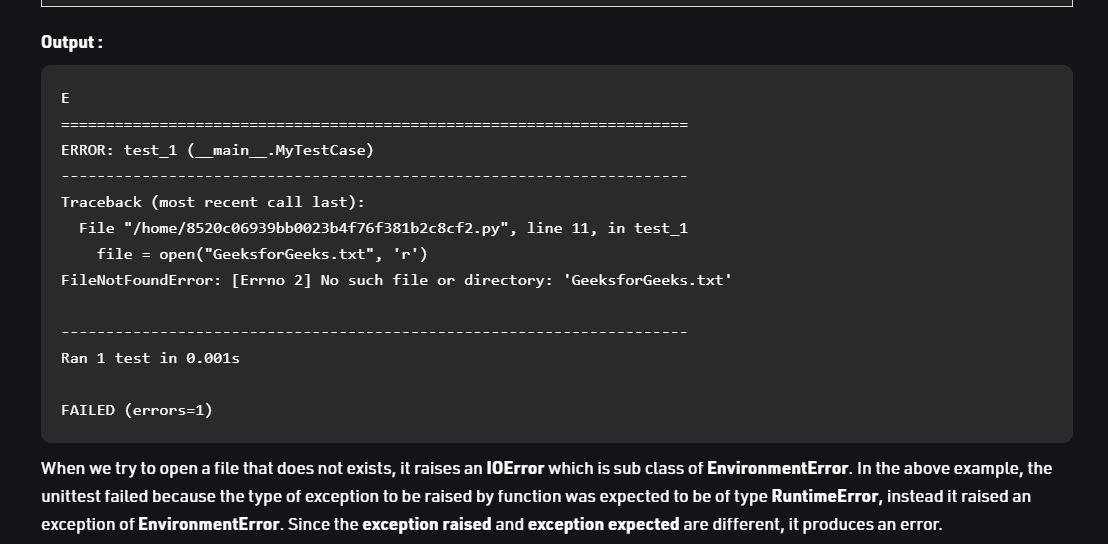 Output :
E
======================================================================
ERROR: test_1 (__main__.MyTestCase)
----------------------------------------------------------------------
Traceback (most recent call last):
  File "/home/8520c06939bb0023b4f76f381b2c8cf2.py", line 11, in test_1
    file = open("GeeksforGeeks.txt", 'r')
FileNotFoundError: [Errno 2] No such file or directory: 'GeeksforGeeks.txt'
----------------------------------------------------------------------
Ran 1 test in 0.001s
FAILED (errors=1)
When we try to open a file that does not exists, it raises an IOError which is sub class of EnvironmentError. In the above example, the
unittest failed because the type of exception to be raised by function was expected to be of type RuntimeError, instead it raised an
exception of EnvironmentError. Since the exception raised and exception expected are different, it produces an error.